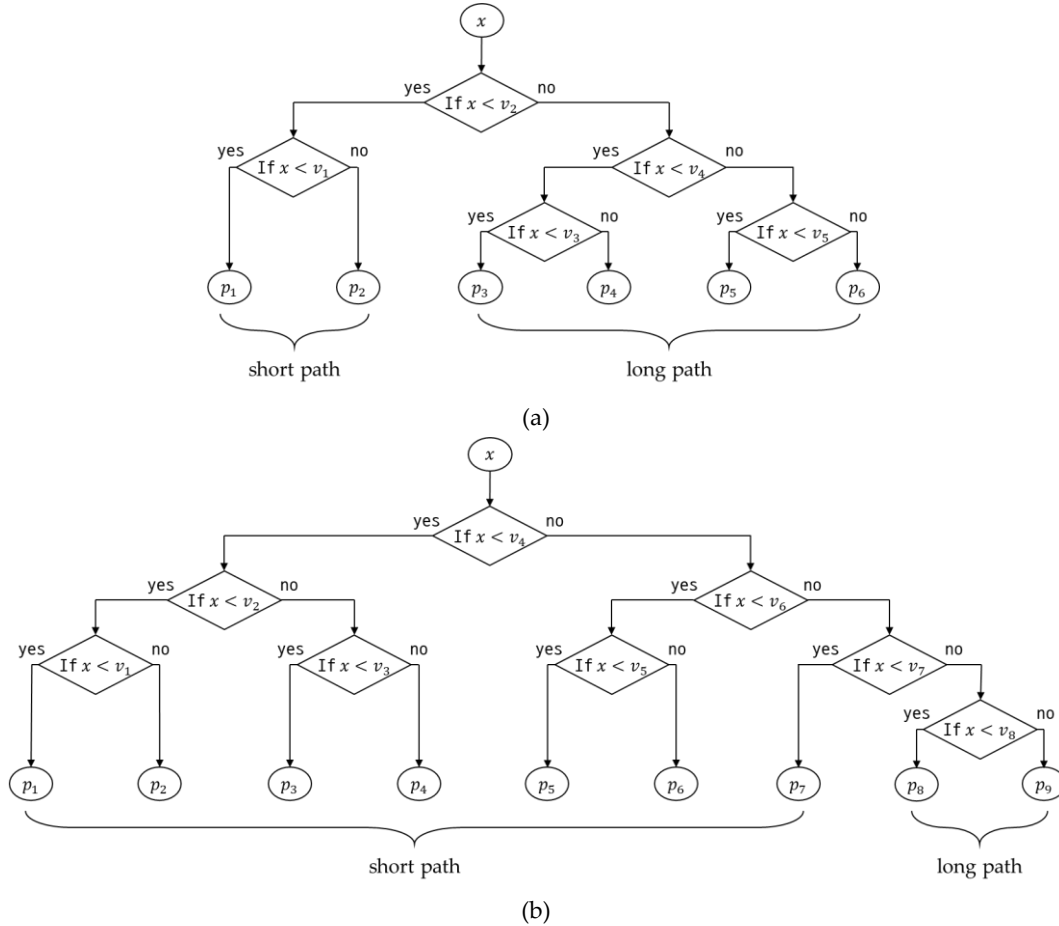 x
yes If x < v₂ no
yes If x < v₁ no yes If x < v₄ no
yes If x < v₃ no yes If x < v₅ no
p₁ p₂ p₃ p₄ p₅ p₆
short path long path
(a)
x
yes If x < v₄ no
yes If x < v₂ no yes If x < v₆ no
yes If x < v₁ no yes If x < v₃ no yes If x < v₅ no yes If x < v₇ no
yes If x < v₈ no
p₁ p₂ p₃ p₄ p₅ p₆ p₇ p₈ p₉
short path long path
(b)